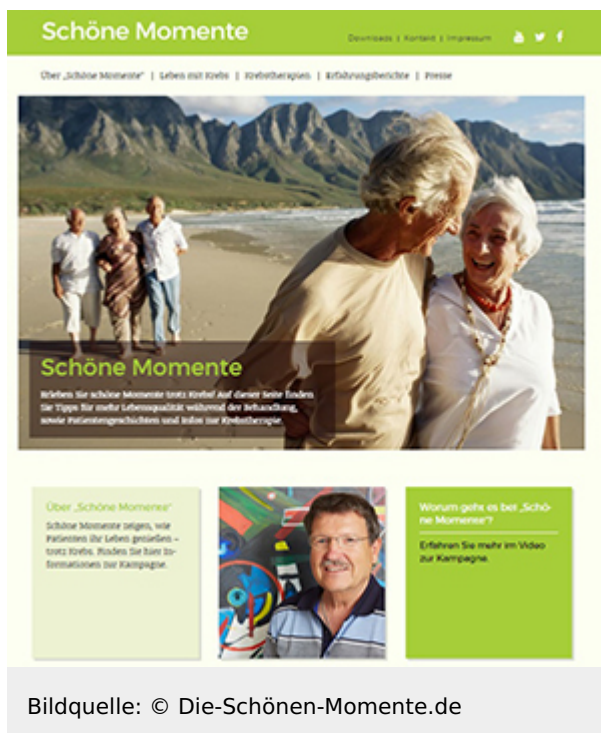 Schöne Momente
Downloads | Kontakt | Impressum
Über „Schöne Momente“ | Leben mit Krebs | Krebstherapien | Erfahrungsberichte | Presse
Schöne Momente
Erleben Sie schöne Momente trotz Krebs! Auf dieser Seite finden
Sie Tipps für mehr Lebensqualität während der Behandlung,
sowie Patientengeschichten und Infos zur Krebstherapie.
Über „Schöne Momente“
Schöne Momente zeigen, wie
Patienten ihr Leben genießen –
trotz Krebs. Finden Sie hier In-
formationen zur Kampagne.
Worum geht es bei „Schö-
ne Momente“?
Erfahren Sie mehr im Video
zur Kampagne.
Bildquelle: © Die-Schönen-Momente.de